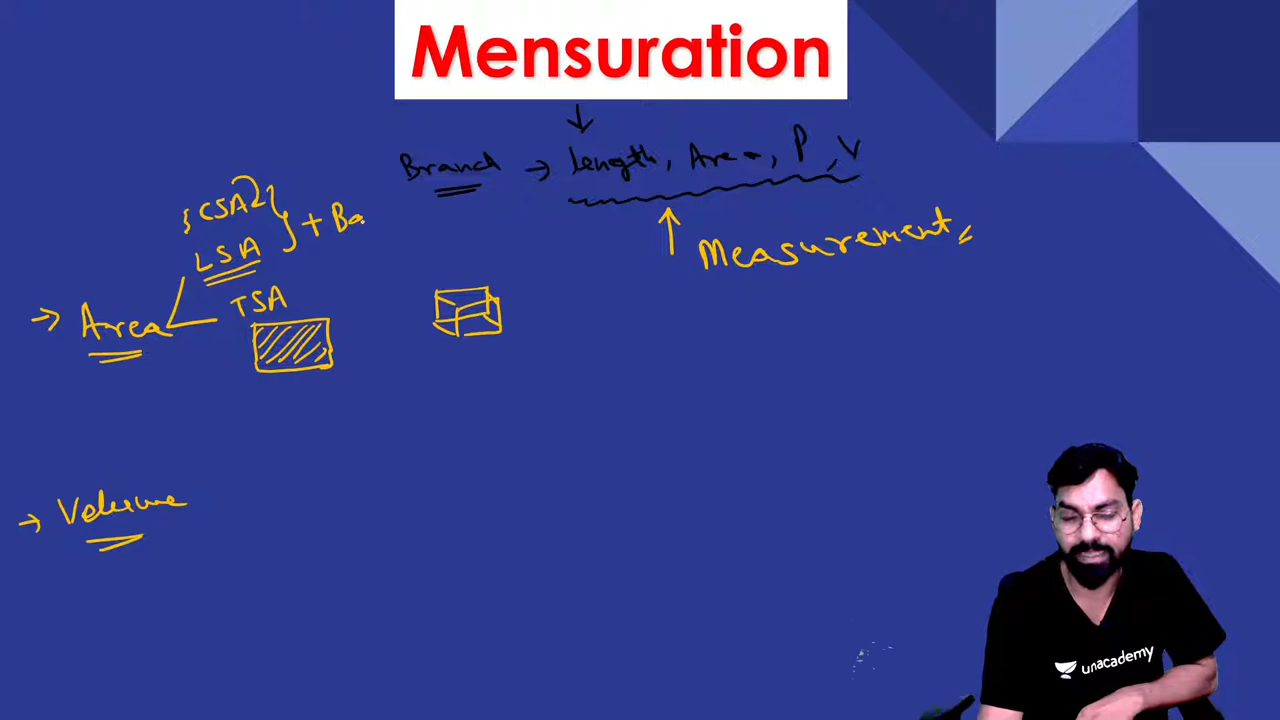 Mensuration
Branch → length, Area, P, V
{CSA}
LSA } + Ba
Measurement
→ Area
TSA
→ Volume
unacademy